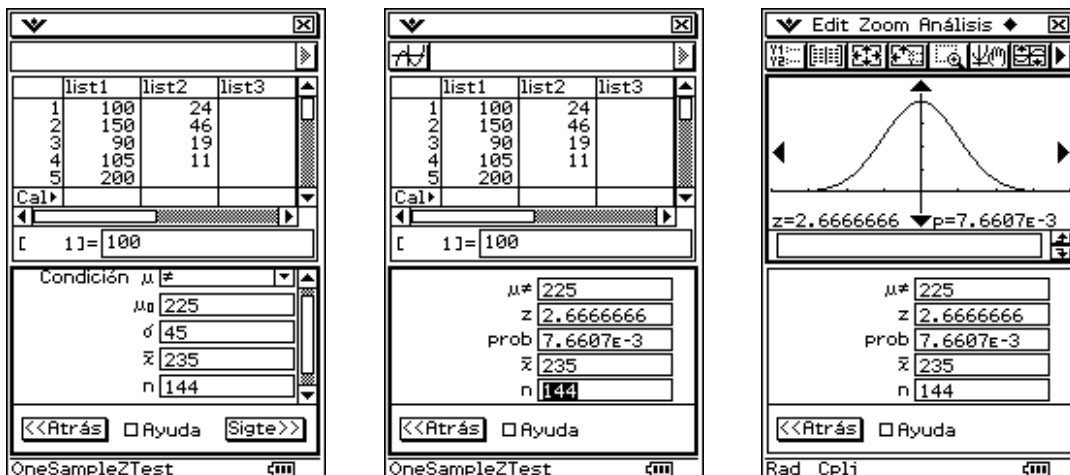 list1 list2 list3
1 100 24
2 150 46
3 90 19
4 105 11
5 200
Cal▸
[ 1]= 100
Condición μ ≠
μ0 225
σ 45
x̄ 235
n 144
<<Atrás Ayuda Sigte>>
OneSampleZTest
list1 list2 list3
1 100 24
2 150 46
3 90 19
4 105 11
5 200
Cal▸
[ 1]= 100
μ≠ 225
z 2.6666666
prob 7.6607E-3
x̄ 235
n 144
<<Atrás Ayuda
OneSampleZTest
Edit Zoom Análisis ◆
Y1:... Y2:...
z=2.6666666 p=7.6607E-3
μ≠ 225
z 2.6666666
prob 7.6607E-3
x̄ 235
n 144
<<Atrás Ayuda
Rad Cplj